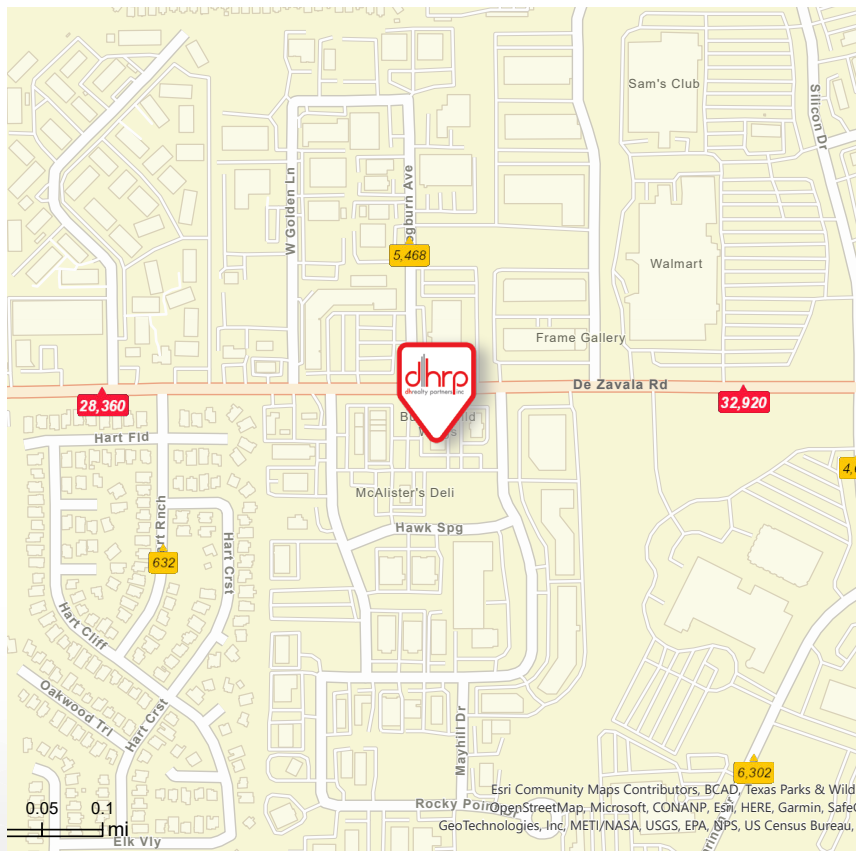 Sam's Club
Silicon Dr
W Golden Ln
5,468
Walmart
Frame Gallery
dhrp
dhrealty partners, inc
De Zavala Rd
28,360
32,920
Hart Fld
McAlister's Deli
Hawk Spg
632
Hart Crst
Hart Cliff
Oakwood Trl
Hart Crst
Mayhill Dr
6,302
0.05 0.1
mi
Rocky Point Dr
Elk Vly
Esri Community Maps Contributors, BCAD, Texas Parks & Wild
OpenStreetMap, Microsoft, CONANP, Esri, HERE, Garmin, Safe
GeoTechnologies, Inc, METI/NASA, USGS, EPA, NPS, US Census Bureau,